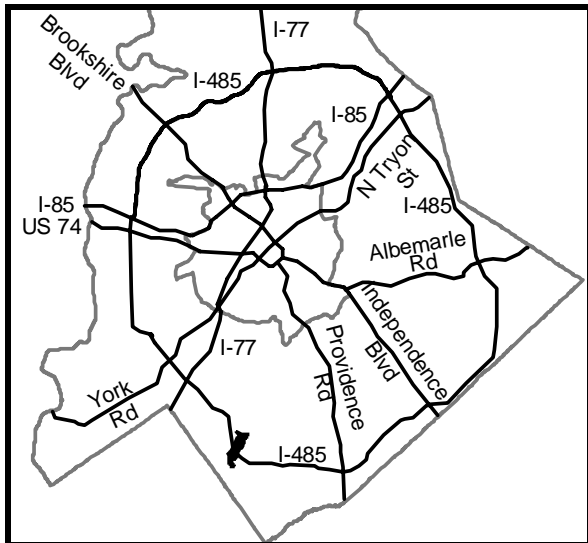 I-77
Brookshire
Blvd
I-485
I-85
N Tryon
St
I-85
US 74
I-485
Albemarle
Rd
Independence
Blvd
Providence
Rd
I-77
York
Rd
I-485